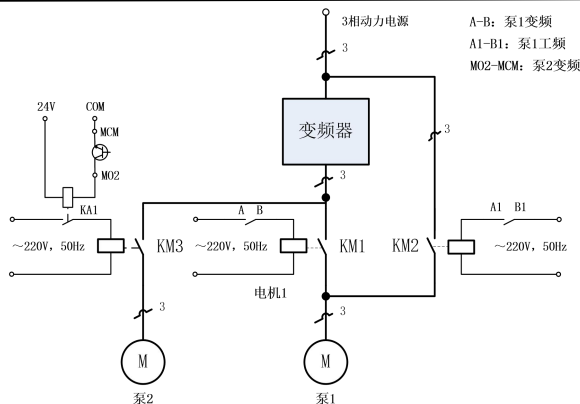 3相动力电源
A-B: 泵1变频
A1-B1: 泵1工频
MO2-MCM: 泵2变频
3
3
24V
COM
MCM
MO2
变频器
3
KA1
A B
A1 B1
～220V, 50Hz
KM3
～220V, 50Hz
KM1
KM2
～220V, 50Hz
电机1
3
3
M
M
泵2
泵1